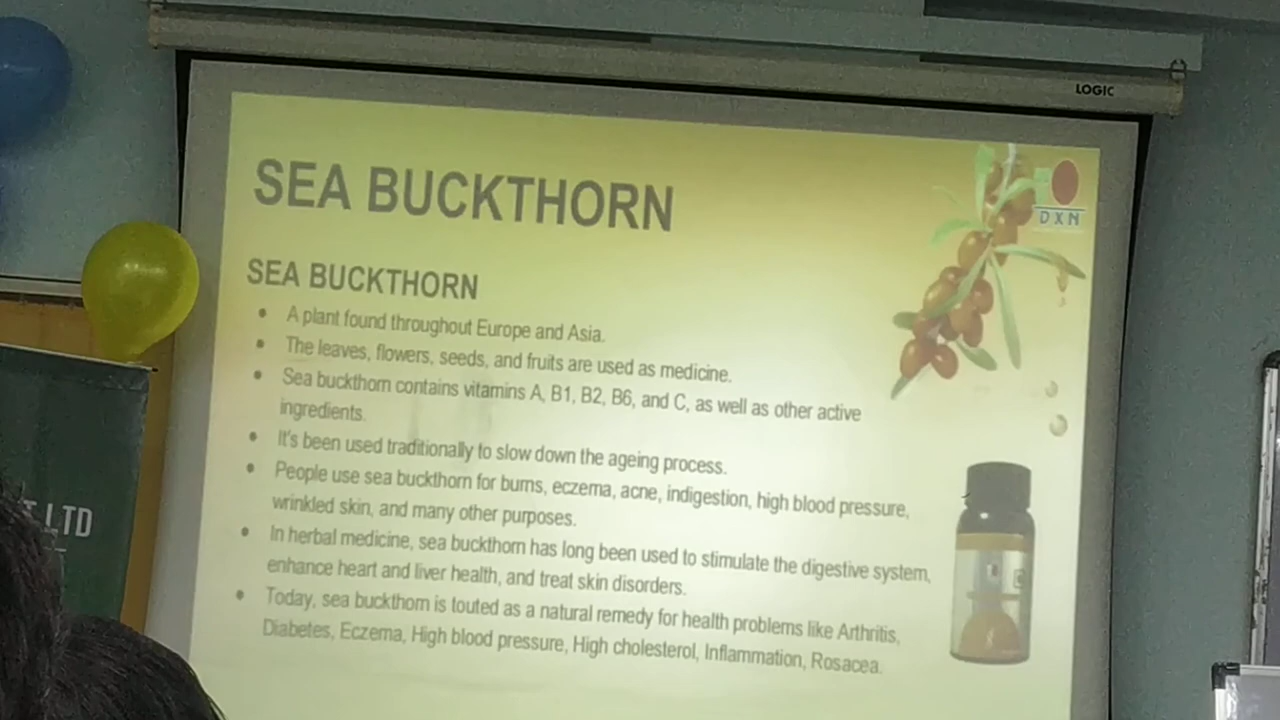 LOGIC
SEA BUCKTHORN
DXN
SEA BUCKTHORN
• A plant found throughout Europe and Asia.
• The leaves, flowers, seeds, and fruits are used as medicine.
• Sea buckthorn contains vitamins A, B1, B2, B6, and C, as well as other active
ingredients.
• It's been used traditionally to slow down the ageing process.
• People use sea buckthorn for burns, eczema, acne, indigestion, high blood pressure,
wrinkled skin, and many other purposes.
• In herbal medicine, sea buckthorn has long been used to stimulate the digestive system,
enhance heart and liver health, and treat skin disorders.
• Today, sea buckthorn is touted as a natural remedy for health problems like Arthritis,
Diabetes, Eczema, High blood pressure, High cholesterol, Inflammation, Rosacea.
LTD